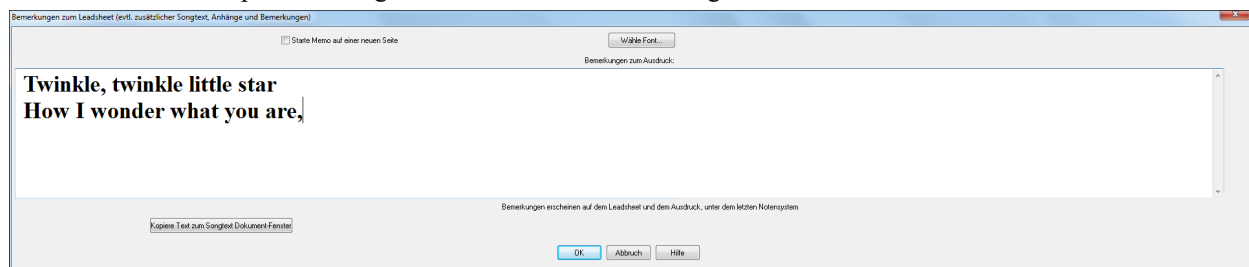 Bemerkungen zum Leadsheet (evtl. zusätzlicher Songtext, Anhänge und Bemerkungen)
Starte Memo auf einer neuen Seite
Wähle Font...
Bemerkungen zum Ausdruck:
Twinkle, twinkle little star
How I wonder what you are,
Bemerkungen erscheinen auf dem Leadsheet und dem Ausdruck, unter dem letzten Notensystem
Kopiere Text zum Songtext Dokument-Fenster
OK
Abbruch
Hilfe